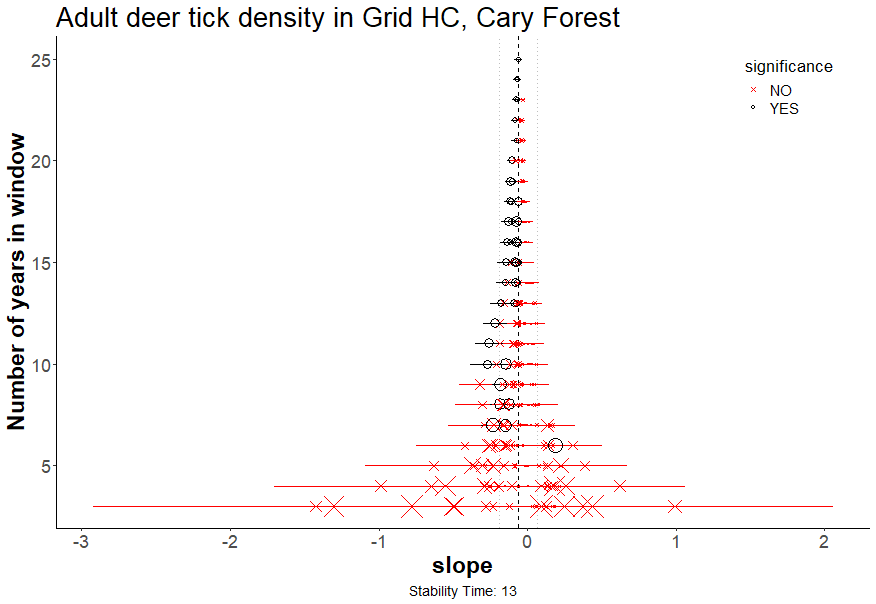 Adult deer tick density in Grid HC, Cary Forest
Number of years in window
25
20
15
10
5
significance
NO
YES
-3
-2
-1
0
1
2
slope
Stability Time: 13